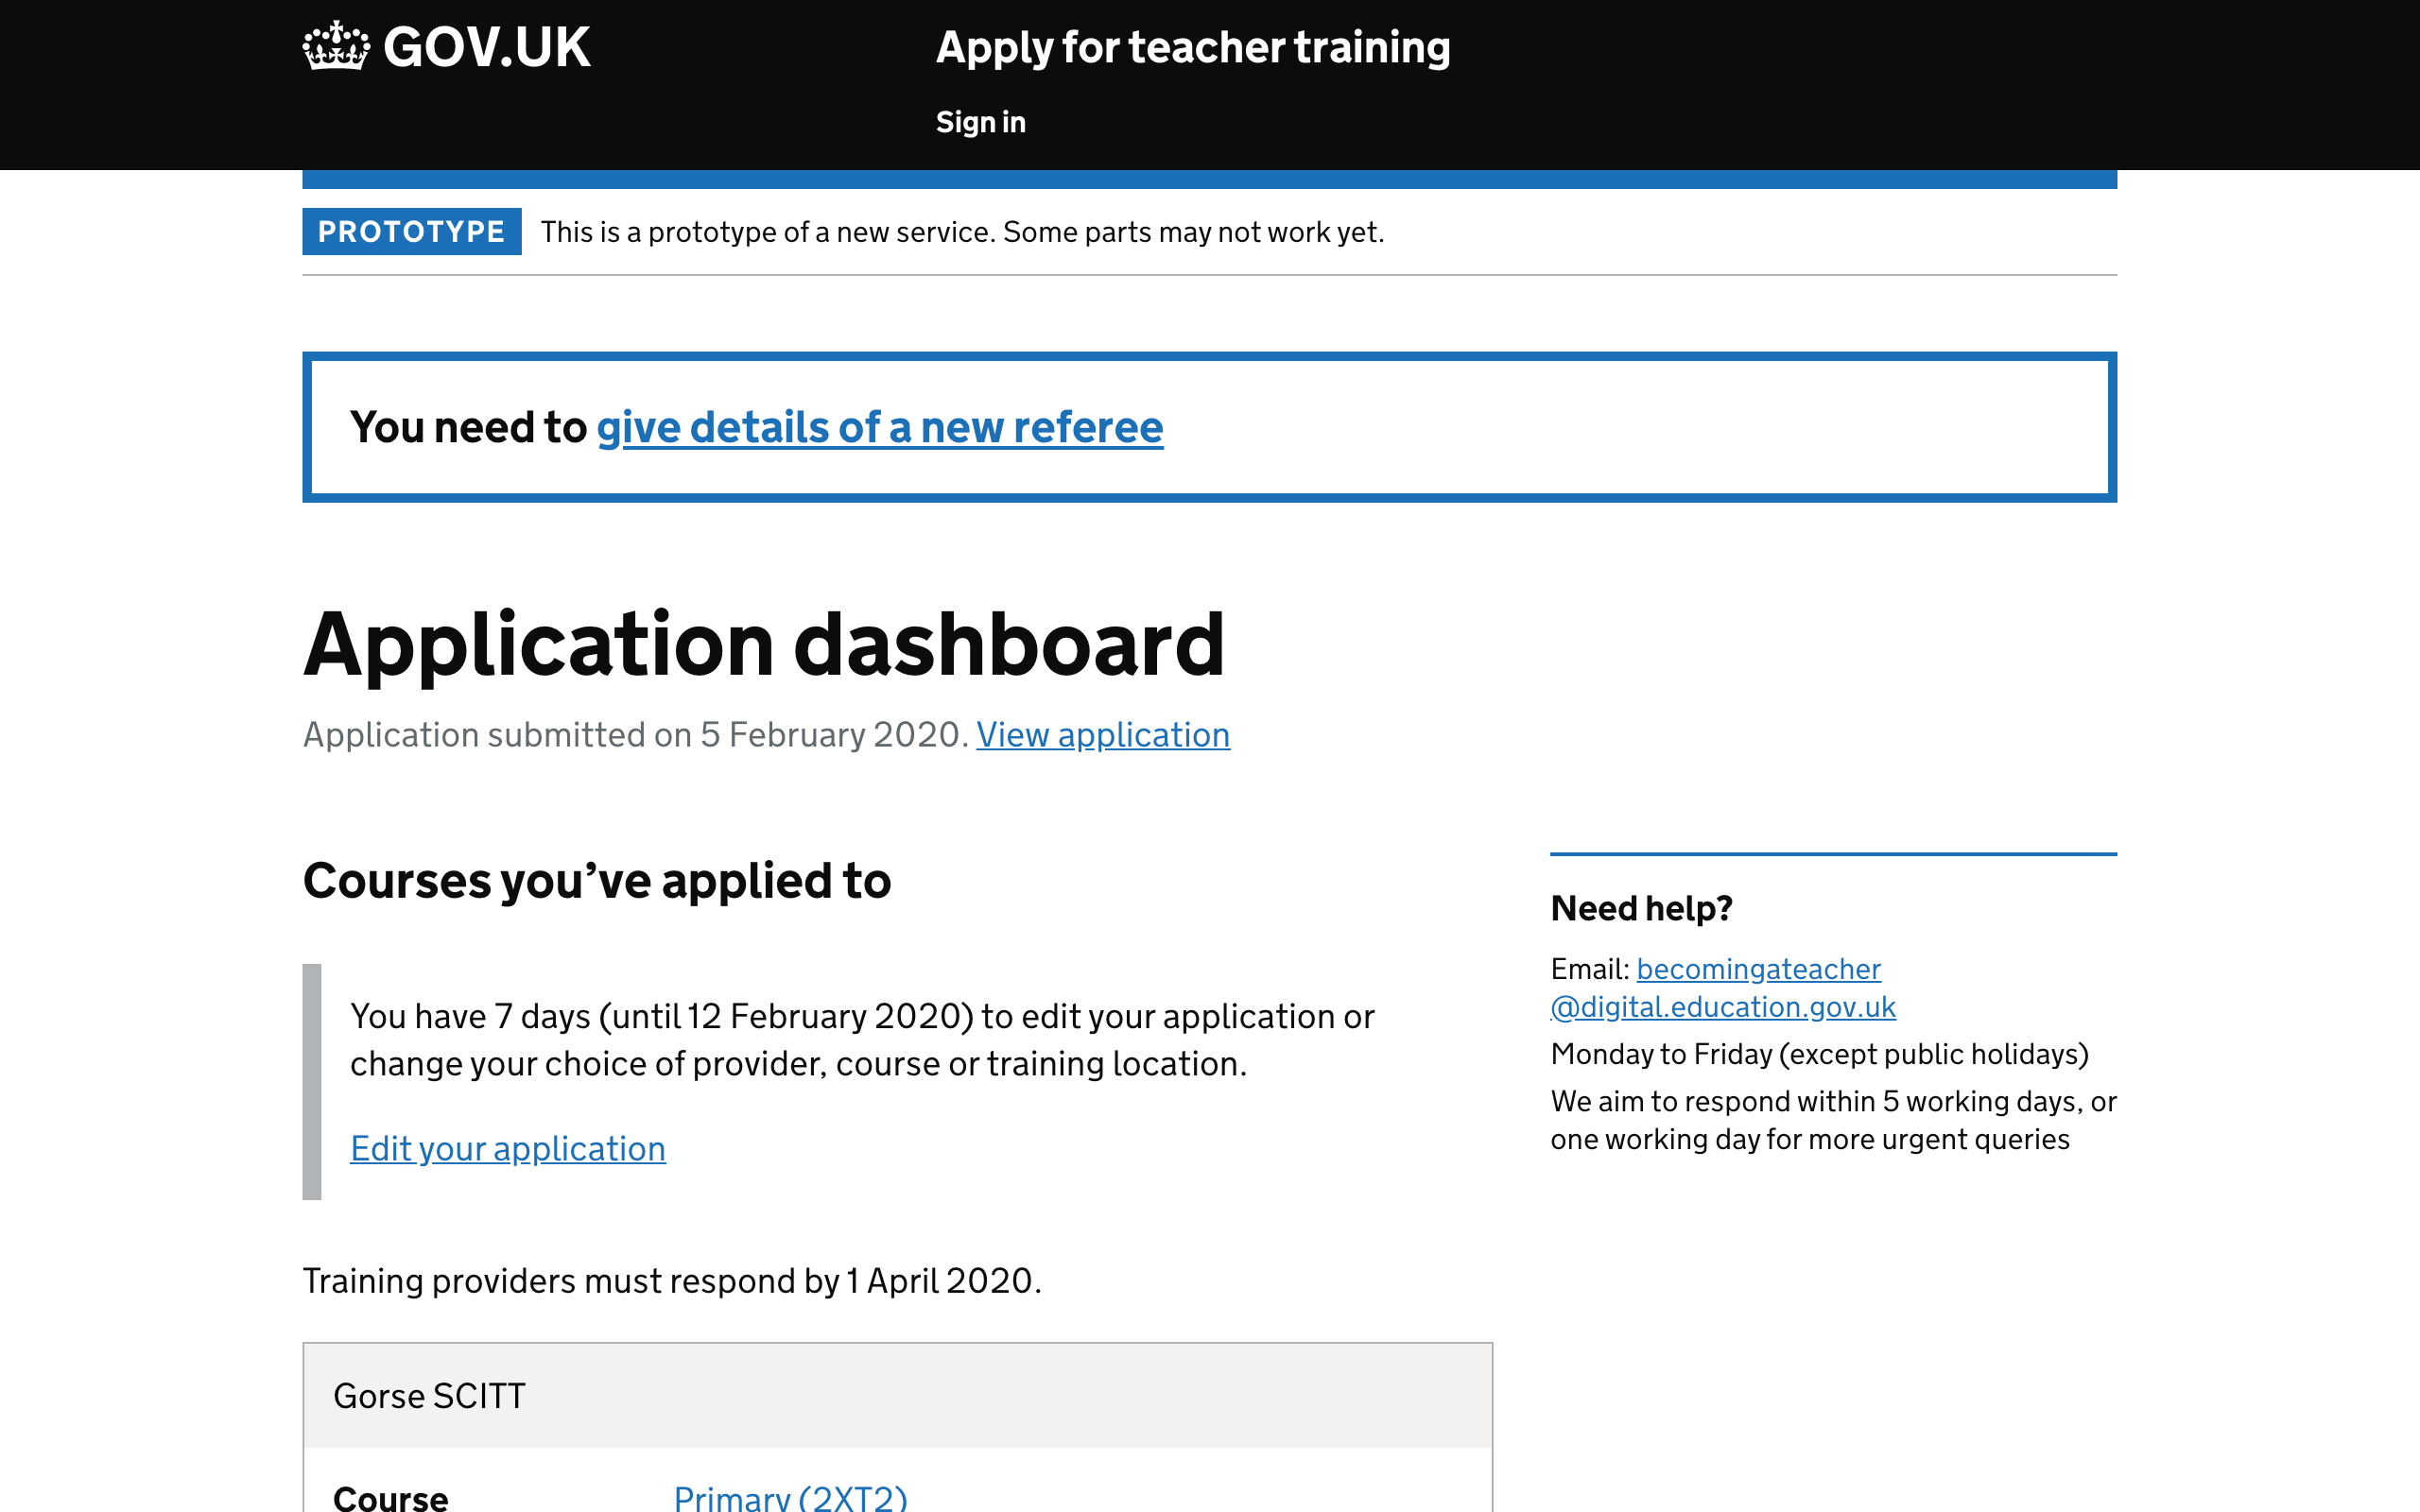 GOV.UK
Apply for teacher training
Sign in
PROTOTYPE This is a prototype of a new service. Some parts may not work yet.
You need to give details of a new referee
Application dashboard
Application submitted on 5 February 2020. View application
Courses you’ve applied to
You have 7 days (until 12 February 2020) to edit your application or
change your choice of provider, course or training location.
Edit your application
Training providers must respond by 1 April 2020.
Gorse SCITT
Course Primary (2XT2)
Need help?
Email: becomingateacher
@digital.education.gov.uk
Monday to Friday (except public holidays)
We aim to respond within 5 working days, or
one working day for more urgent queries